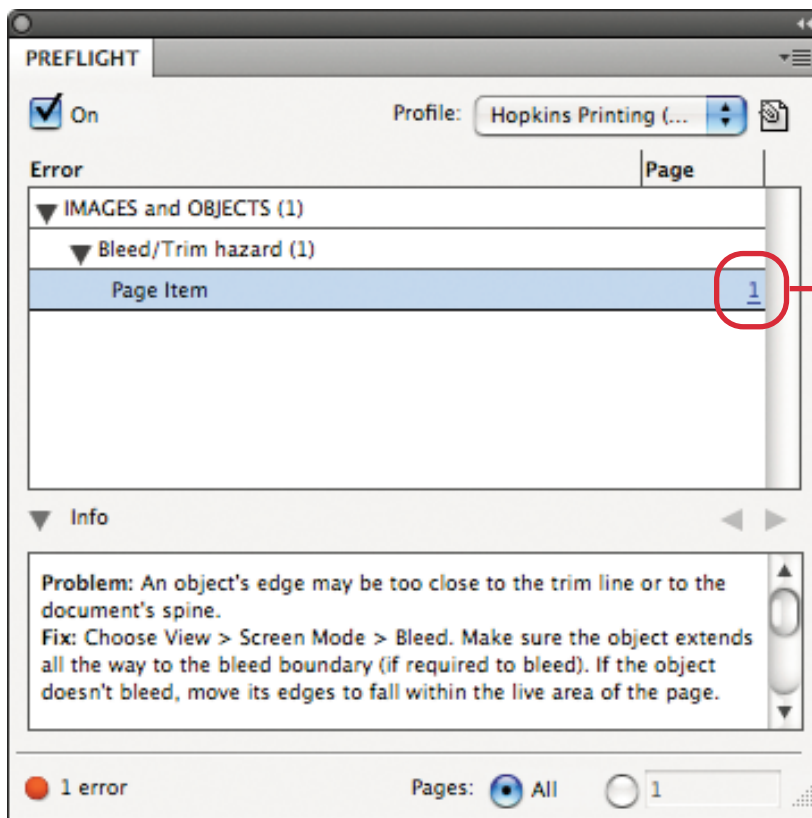 PREFLIGHT
On Profile: Hopkins Printing (...
Error Page
IMAGES and OBJECTS (1)
Bleed/Trim hazard (1)
Page Item 1
Info
Problem: An object's edge may be too close to the trim line or to the
document's spine.
Fix: Choose View > Screen Mode > Bleed. Make sure the object extends
all the way to the bleed boundary (if required to bleed). If the object
doesn't bleed, move its edges to fall within the live area of the page.
1 error Pages: All 1